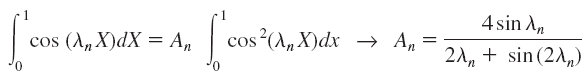 ∫₀¹ cos (λₙX)dX = Aₙ ∫₀¹ cos²(λₙX)dx → Aₙ = 4 sin λₙ / 2λₙ + sin (2λₙ)